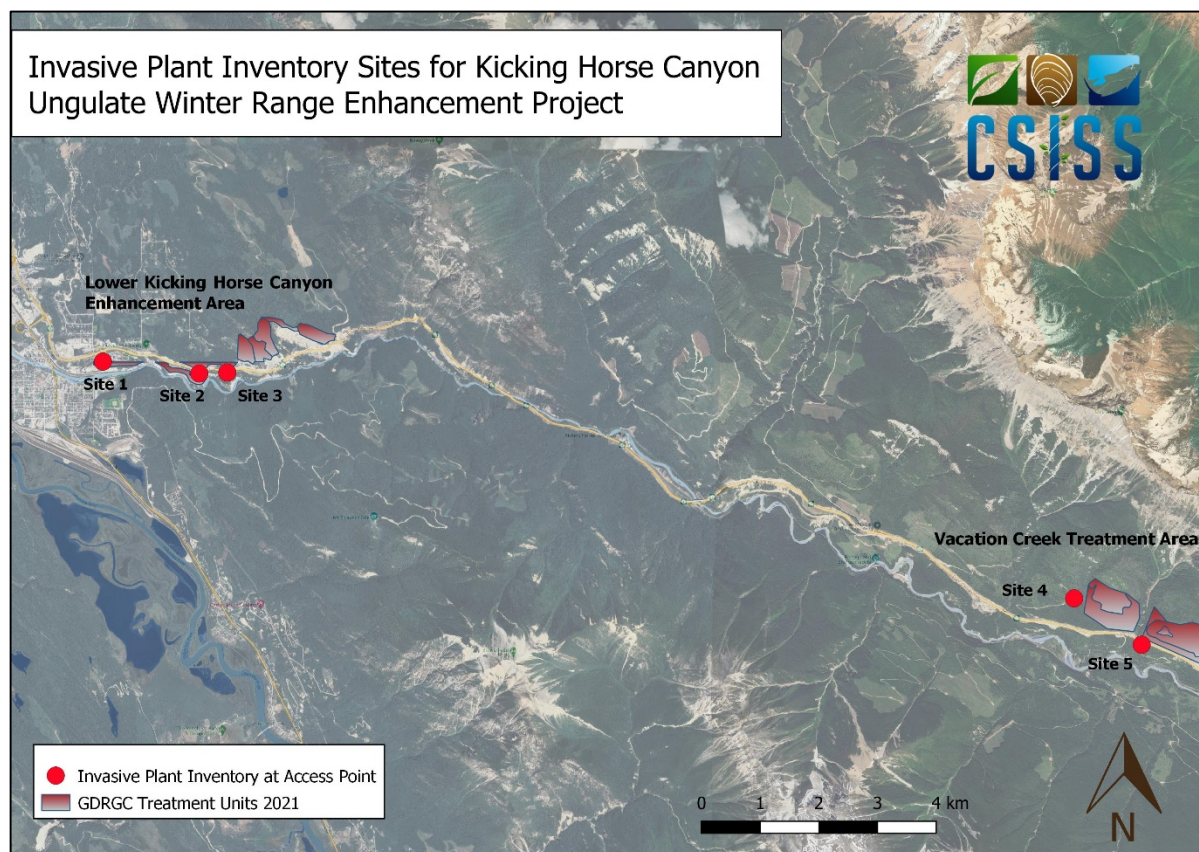 Invasive Plant Inventory Sites for Kicking Horse Canyon
Ungulate Winter Range Enhancement Project
CSISS
Lower Kicking Horse Canyon
Enhancement Area
Site 1
Site 2
Site 3
Vacation Creek Treatment Area
Site 4
Site 5
Invasive Plant Inventory at Access Point
GDRGC Treatment Units 2021
0 1 2 3 4 km
N